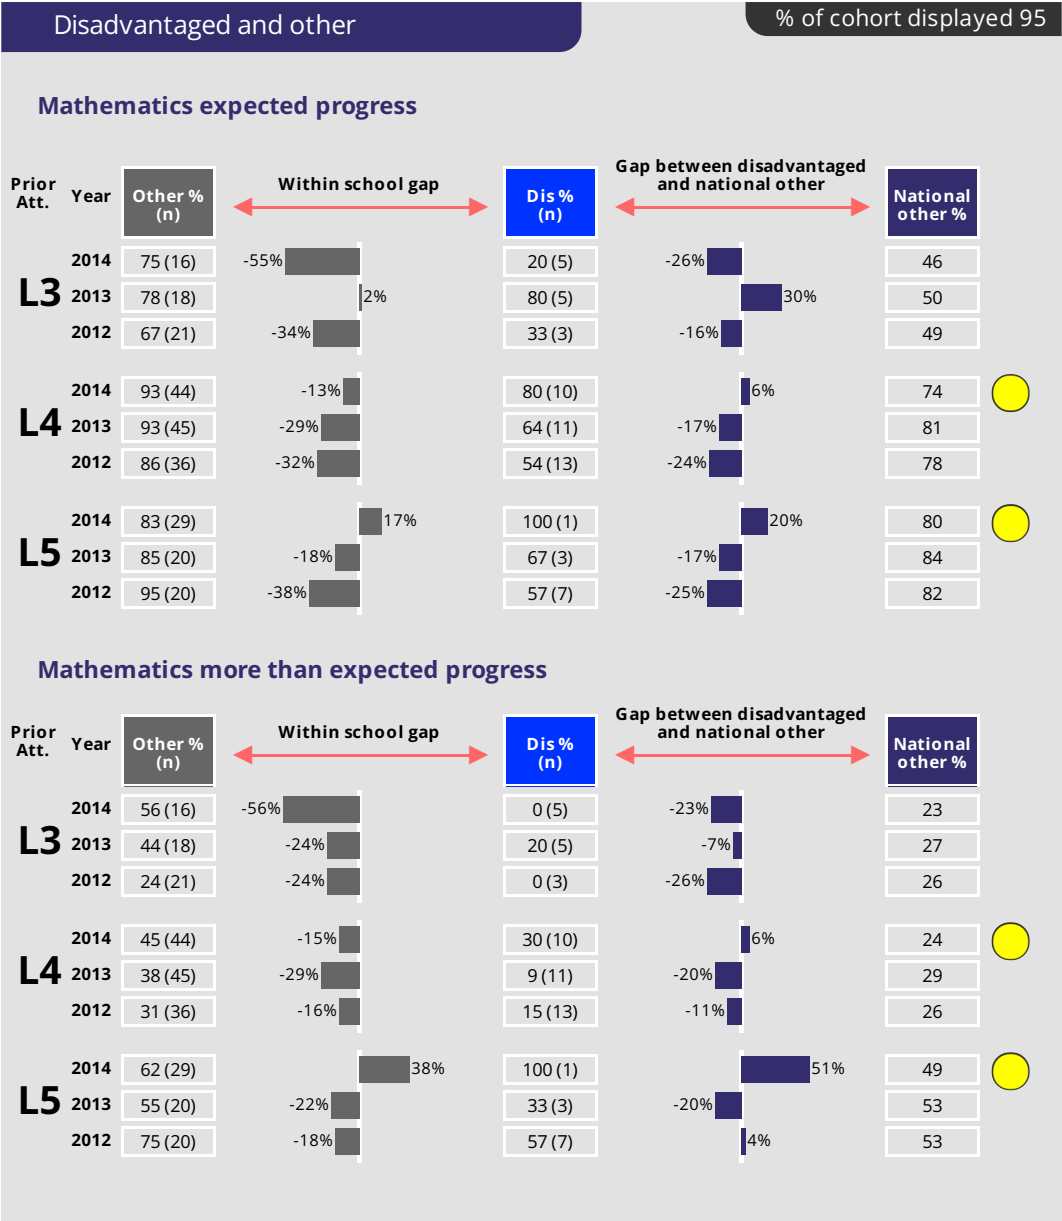 Disadvantaged and other
% of cohort displayed 95
Mathematics expected progress
Prior Att. Year Other % (n) Within school gap Dis % (n) Gap between disadvantaged and national other National other %
L3
2014 75 (16) -55% 20 (5) -26% 46
2013 78 (18) 2% 80 (5) 30% 50
2012 67 (21) -34% 33 (3) -16% 49
L4
2014 93 (44) -13% 80 (10) 6% 74
2013 93 (45) -29% 64 (11) -17% 81
2012 86 (36) -32% 54 (13) -24% 78
L5
2014 83 (29) 17% 100 (1) 20% 80
2013 85 (20) -18% 67 (3) -17% 84
2012 95 (20) -38% 57 (7) -25% 82
Mathematics more than expected progress
Prior Att. Year Other % (n) Within school gap Dis % (n) Gap between disadvantaged and national other National other %
L3
2014 56 (16) -56% 0 (5) -23% 23
2013 44 (18) -24% 20 (5) -7% 27
2012 24 (21) -24% 0 (3) -26% 26
L4
2014 45 (44) -15% 30 (10) 6% 24
2013 38 (45) -29% 9 (11) -20% 29
2012 31 (36) -16% 15 (13) -11% 26
L5
2014 62 (29) 38% 100 (1) 51% 49
2013 55 (20) -22% 33 (3) -20% 53
2012 75 (20) -18% 57 (7) 4% 53